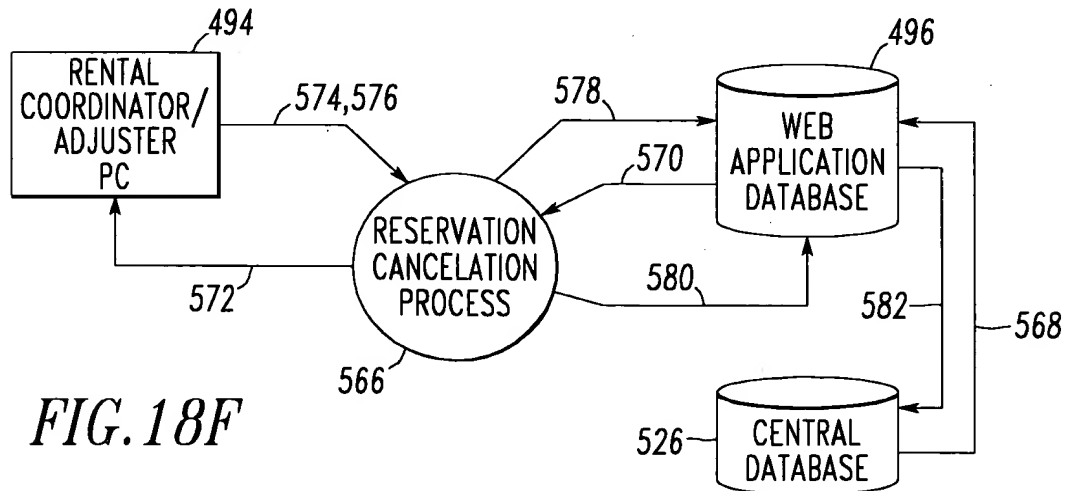 494
RENTAL
COORDINATOR/
ADJUSTER
PC
574,576
578
496
WEB
APPLICATION
DATABASE
570
RESERVATION
CANCELATION
PROCESS
572
580
582
568
566
FIG. 18F
526
CENTRAL
DATABASE